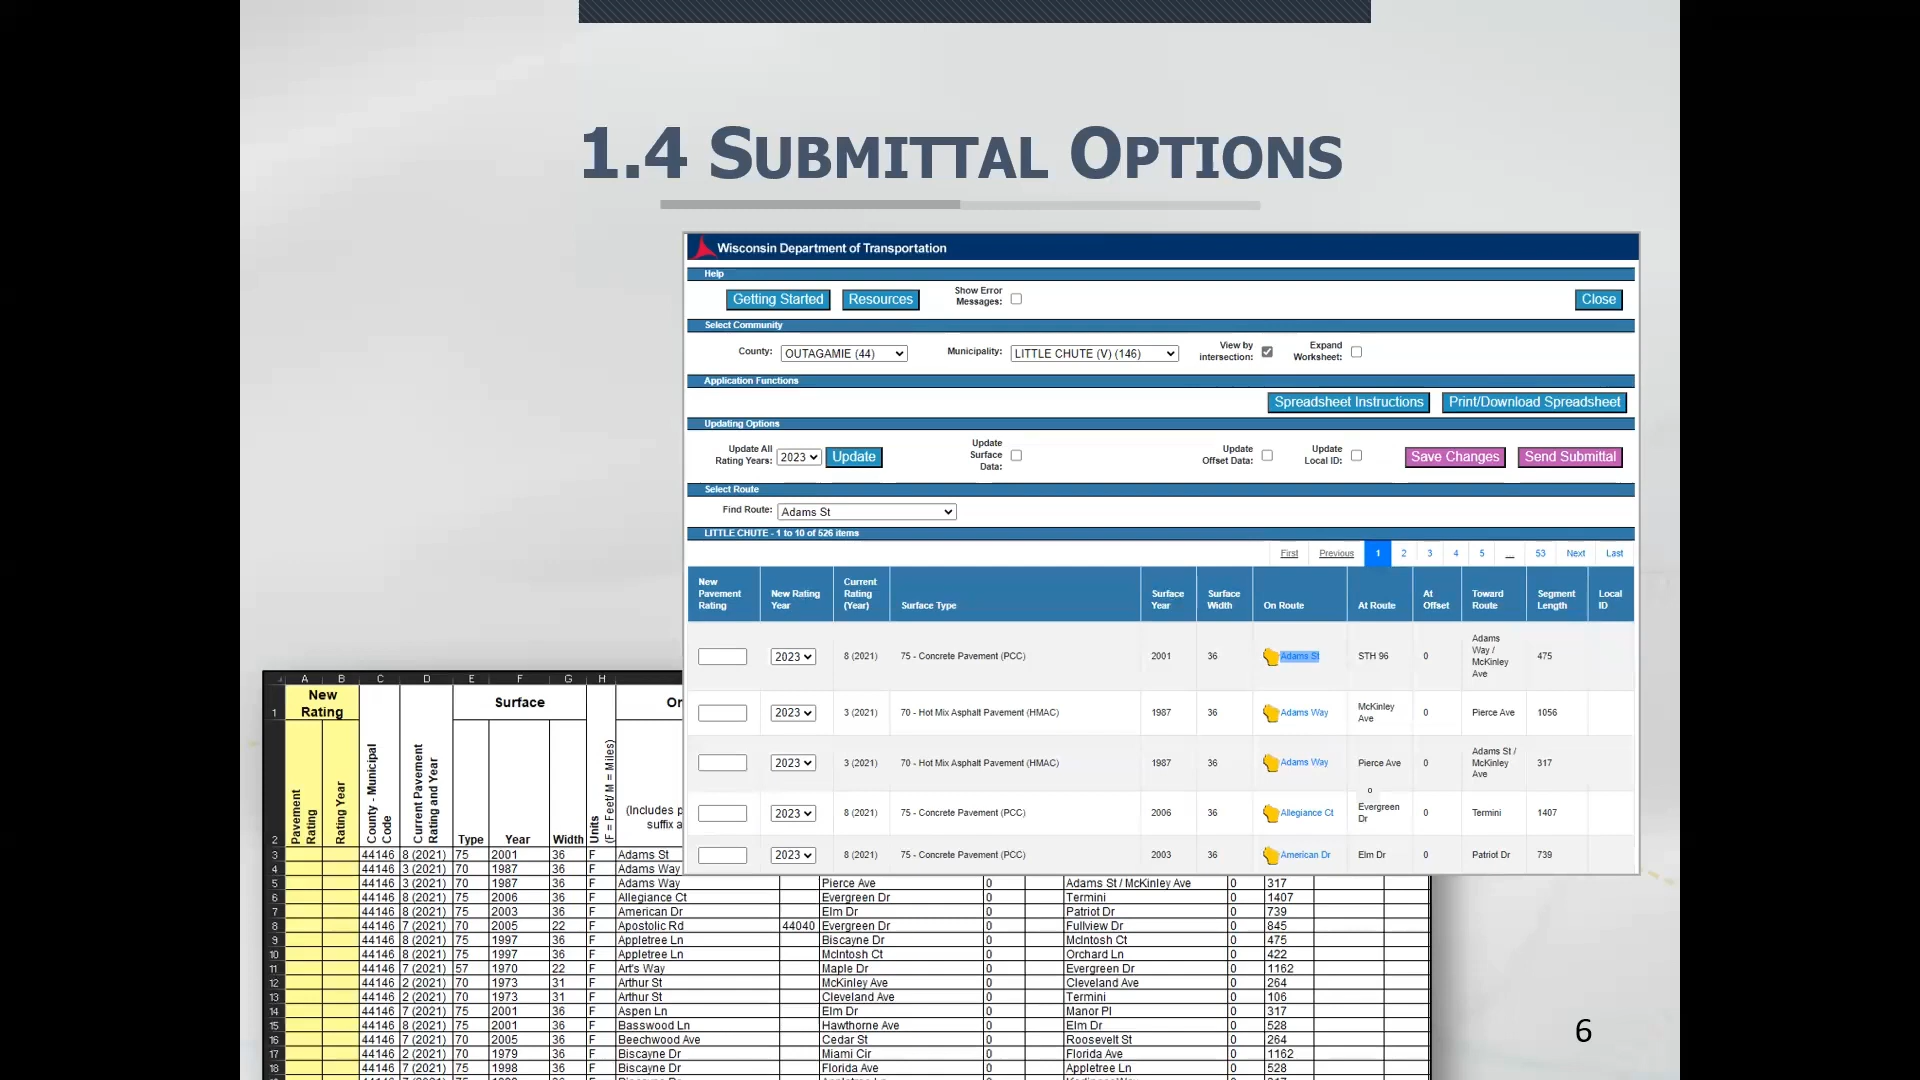 1.4 SUBMITTAL OPTIONS
Wisconsin Department of Transportation
Help
Getting Started Resources Show Error Messages: Close
Select Community
County: OUTAGAMIE (44) Municipality: LITTLE CHUTE (V) (146) View by intersection: Expand Worksheet:
Application Functions
Spreadsheet Instructions Print/Download Spreadsheet
Updating Options
Update All Rating Years: 2023 Update Update Surface Data: Update Offset Data: Update Local ID: Save Changes Send Submittal
Select Route
Find Route: Adams St
LITTLE CHUTE - 1 to 10 of 526 items
First Previous 1 2 3 4 5 ... 53 Next Last
New Pavement Rating New Rating Year Current Rating (Year) Surface Type Surface Year Surface Width On Route At Route At Offset Toward Route Segment Length Local ID
2023 8 (2021) 75 - Concrete Pavement (PCC) 2001 36 Adams St STH 96 0 Adams Way / McKinley Ave 475
2023 3 (2021) 70 - Hot Mix Asphalt Pavement (HMAC) 1987 36 Adams Way McKinley Ave 0 Pierce Ave 1056
2023 3 (2021) 70 - Hot Mix Asphalt Pavement (HMAC) 1987 36 Adams Way Pierce Ave 0 Adams St / McKinley Ave 317
2023 8 (2021) 75 - Concrete Pavement (PCC) 2006 36 Allegiance Ct Evergreen Dr 0 Termini 1407
2023 8 (2021) 75 - Concrete Pavement (PCC) 2003 36 American Dr Elm Dr 0 Patriot Dr 739
A B C D E F G H
1 New Rating Surface Or
2 Pavement Rating Rating Year County - Municipal Code Current Pavement Rating and Year Type Year Width Units (F = Feet/ M = Miles) (Includes p suffix a
3 44146 8 (2021) 75 2001 36 F Adams St
4 44146 3 (2021) 70 1987 36 F Adams Way
5 44146 3 (2021) 70 1987 36 F Adams Way Pierce Ave 0 Adams St / McKinley Ave 0 317
6 44146 8 (2021) 75 2006 36 F Allegiance Ct Evergreen Dr 0 Termini 0 1407
7 44146 8 (2021) 75 2003 36 F American Dr Elm Dr 0 Patriot Dr 0 739
8 44146 7 (2021) 70 2005 22 F Apostolic Rd 44040 Evergreen Dr 0 Fullview Dr 0 845
9 44146 8 (2021) 75 1997 36 F Appletree Ln Biscayne Dr 0 McIntosh Ct 0 475
10 44146 8 (2021) 75 1997 36 F Appletree Ln McIntosh Ct 0 Orchard Ln 0 422
11 44146 7 (2021) 57 1970 22 F Art's Way Maple Dr 0 Evergreen Dr 0 1162
12 44146 2 (2021) 70 1973 31 F Arthur St McKinley Ave 0 Cleveland Ave 0 264
13 44146 2 (2021) 70 1973 31 F Arthur St Cleveland Ave 0 Termini 0 106
14 44146 7 (2021) 75 2001 36 F Aspen Ln Elm Dr 0 Manor Pl 0 317
15 44146 8 (2021) 75 2001 36 F Basswood Ln Hawthorne Ave 0 Elm Dr 0 528
16 44146 7 (2021) 70 2005 36 F Beechwood Ave Cedar St 0 Roosevelt St 0 264
17 44146 2 (2021) 70 1979 36 F Biscayne Dr Miami Cir 0 Florida Ave 0 1162
18 44146 7 (2021) 75 1998 36 F Biscayne Dr Florida Ave 0 Appletree Ln 0 528
6